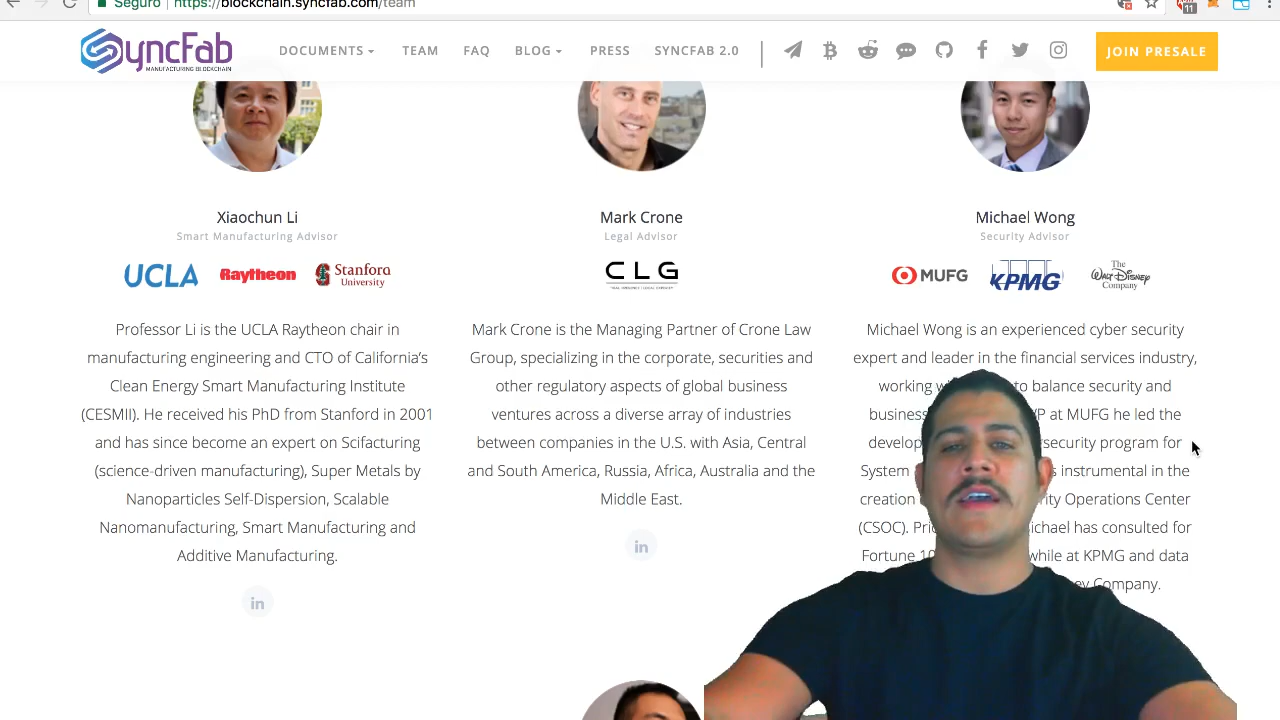 Seguro https://blockchain.syncfab.com/team
11
SyncFab
MANUFACTURING BLOCKCHAIN
DOCUMENTS TEAM FAQ BLOG PRESS SYNCFAB 2.0 JOIN PRESALE
Xiaochun Li
Smart Manufacturing Advisor
UCLA Raytheon Stanford University
Professor Li is the UCLA Raytheon chair in
manufacturing engineering and CTO of California's
Clean Energy Smart Manufacturing Institute
(CESMII). He received his PhD from Stanford in 2001
and has since become an expert on Scifacturing
(science-driven manufacturing), Super Metals by
Nanoparticles Self-Dispersion, Scalable
Nanomanufacturing, Smart Manufacturing and
Additive Manufacturing.
in
Mark Crone
Legal Advisor
CLG
Mark Crone is the Managing Partner of Crone Law
Group, specializing in the corporate, securities and
other regulatory aspects of global business
ventures across a diverse array of industries
between companies in the U.S. with Asia, Central
and South America, Russia, Africa, Australia and the
Middle East.
in
Michael Wong
Security Advisor
MUFG KPMG The Walt Disney Company
Michael Wong is an experienced cyber security
expert and leader in the financial services industry,
working to balance security and
business at MUFG he led the
security program for
System instrumental in the
creation Operations Center
(CSOC). has consulted for
Fortune while at KPMG and data
Company.